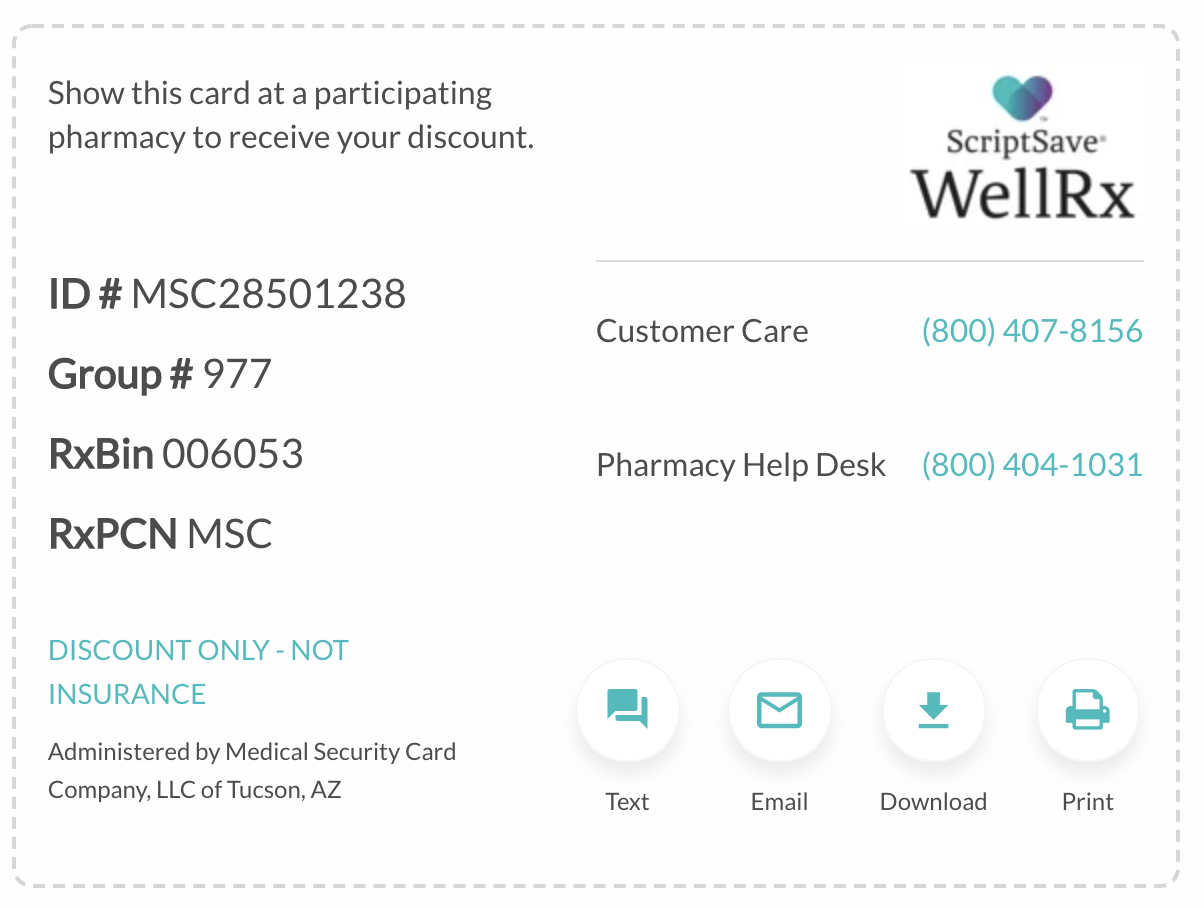 Show this card at a participating
pharmacy to receive your discount.
ScriptSave®
WellRx
ID # MSC28501238
Group # 977
RxBin 006053
RxPCN MSC
Customer Care (800) 407-8156
Pharmacy Help Desk (800) 404-1031
DISCOUNT ONLY - NOT
INSURANCE
Administered by Medical Security Card
Company, LLC of Tucson, AZ
Text Email Download Print